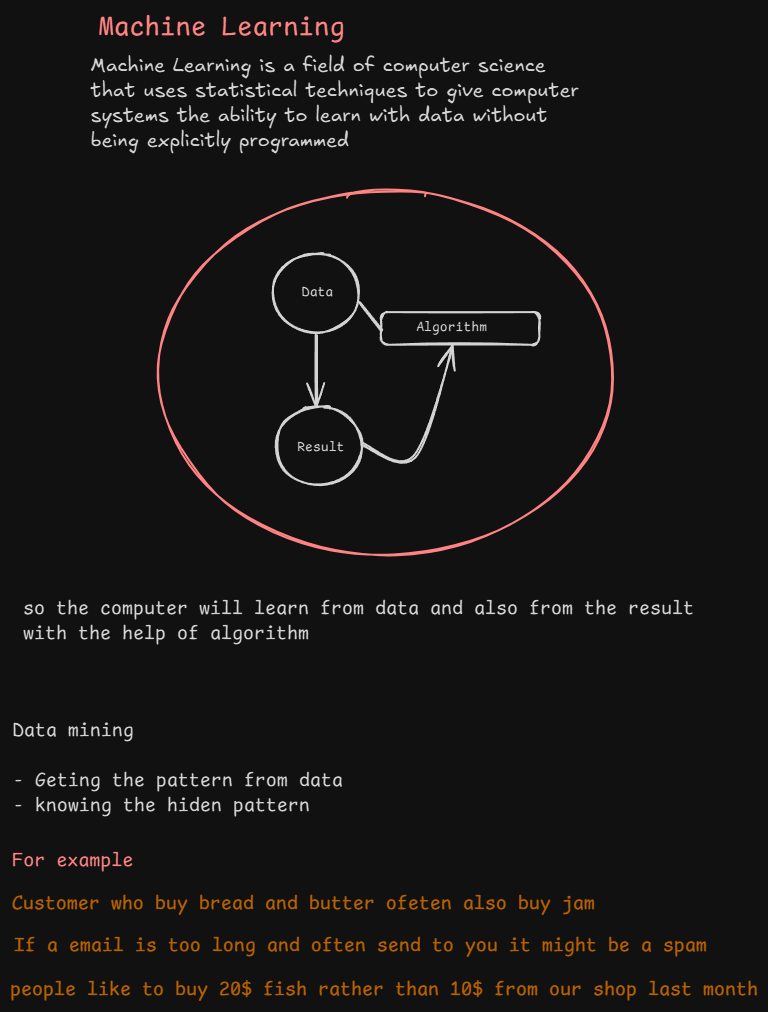 Machine Learning
Machine Learning is a field of computer science
that uses statistical techniques to give computer
systems the ability to learn with data without
being explicitly programmed
Data
Algorithm
Result
so the computer will learn from data and also from the result
with the help of algorithm
Data mining
- Geting the pattern from data
- knowing the hiden pattern
For example
Customer who buy bread and butter ofeten also buy jam
If a email is too long and often send to you it might be a spam
people like to buy 20$ fish rather than 10$ from our shop last month